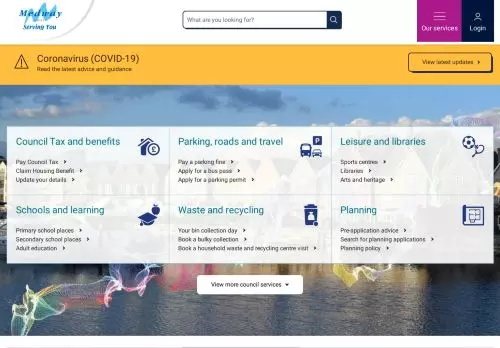 Medway
Serving You
What are you looking for?
Our services
Login
Coronavirus (COVID-19)
Read the latest advice and guidance
View latest updates
Council Tax and benefits
Pay Council Tax
Claim Housing Benefit
Update your details
Parking, roads and travel
Pay a parking fine
Apply for a bus pass
Apply for a parking permit
Leisure and libraries
Sports centres
Libraries
Arts and heritage
Schools and learning
Primary school places
Secondary school places
Adult education
Waste and recycling
Your bin collection day
Book a bulky collection
Book a household waste and recycling centre visit
Planning
Pre-application advice
Search for planning applications
Planning policy
View more council services